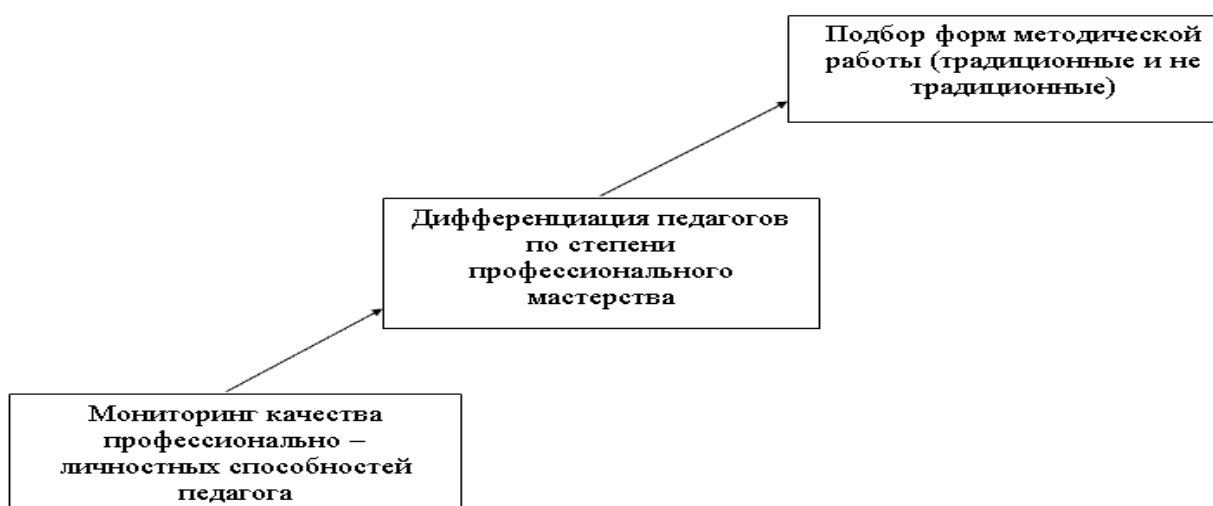 Подбор форм методической
работы (традиционные и не
традиционные)
Дифференциация педагогов
по степени
профессионального
мастерства
Мониторинг качества
профессионально –
личностных способностей
педагога